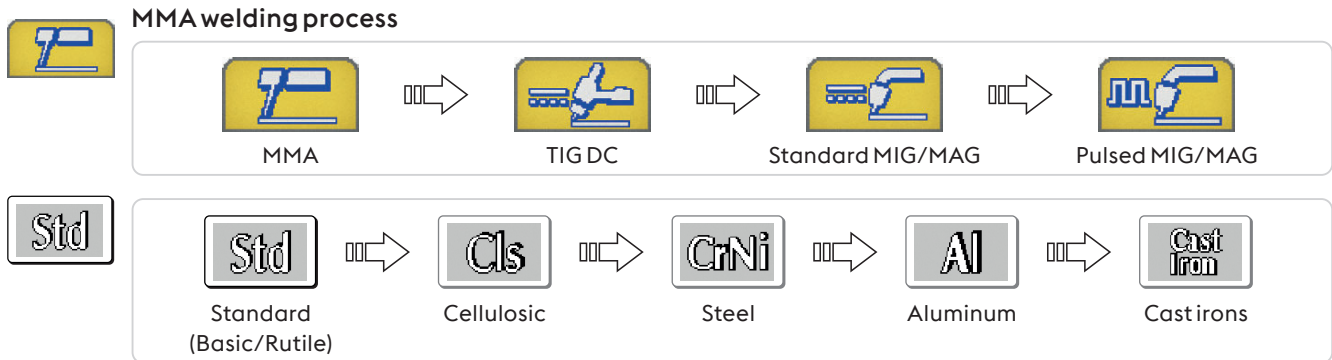 MMA welding process
MMA
TIG DC
Standard MIG/MAG
Pulsed MIG/MAG
Std
Std
Cls
CrNi
Al
Cast
Iron
Standard
(Basic/Rutile)
Cellulosic
Steel
Aluminum
Cast irons